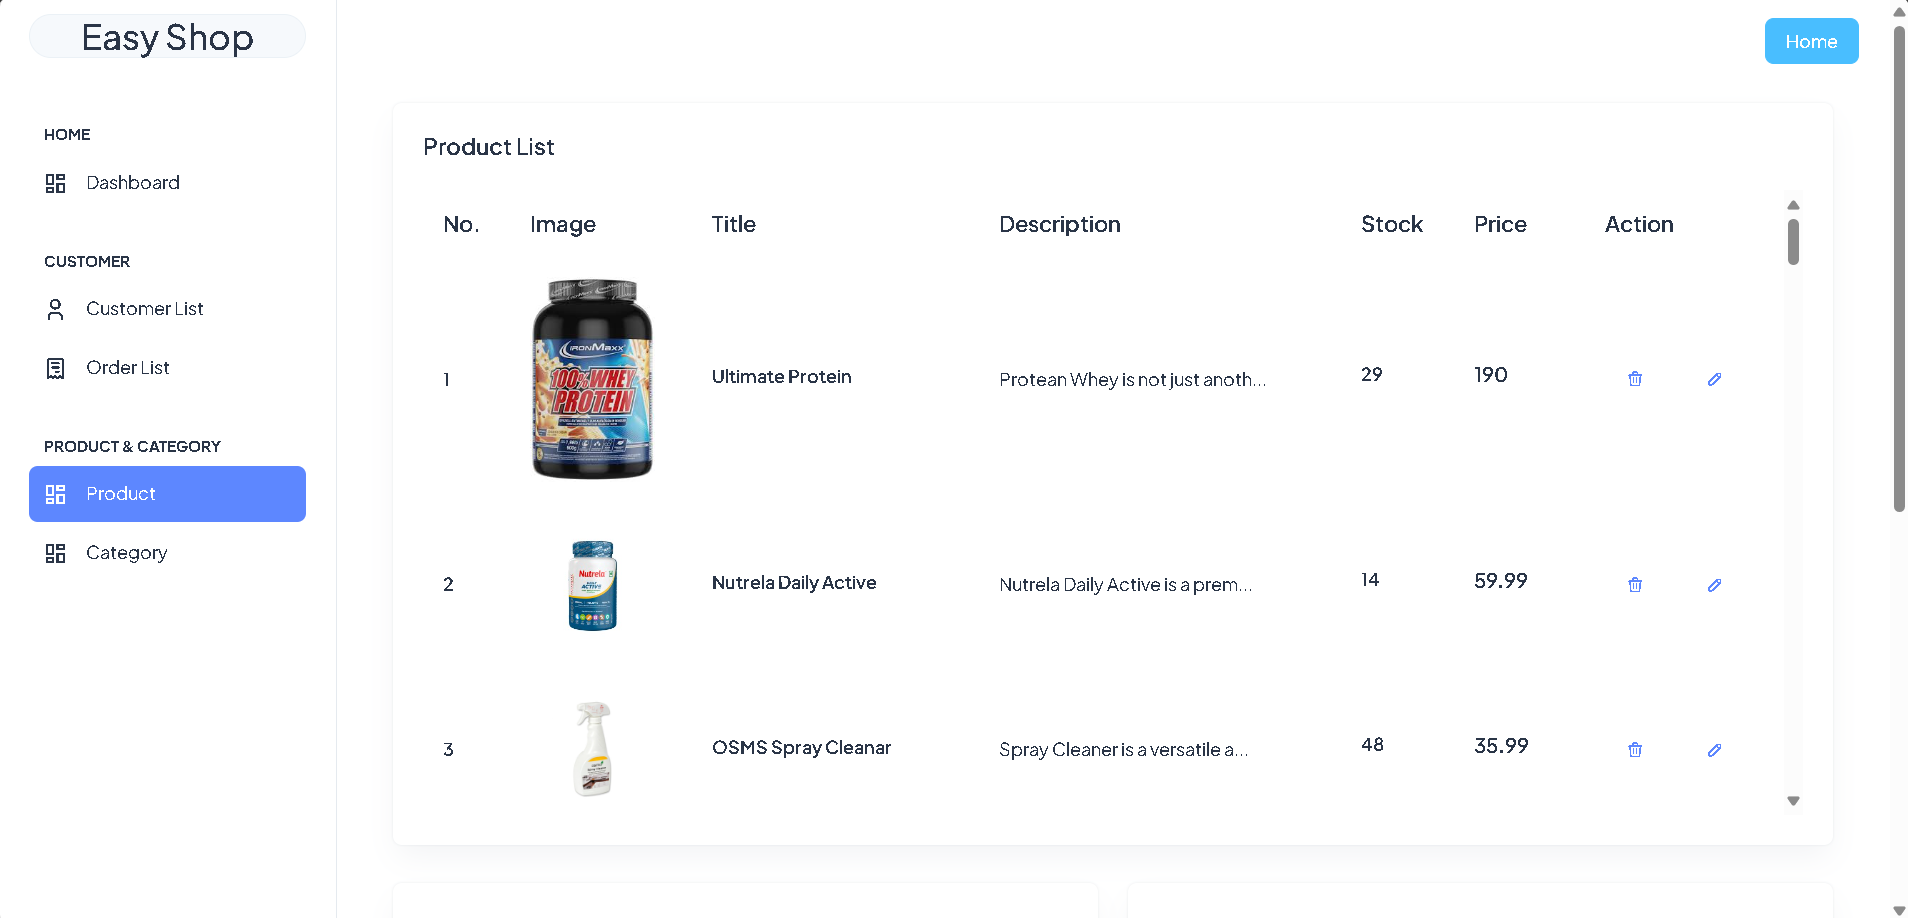 Easy Shop
Home
HOME
Dashboard
CUSTOMER
Customer List
Order List
PRODUCT & CATEGORY
Product
Category
Product List
No. Image Title Description Stock Price Action
IRONMAXX
100% WHEY
PROTEIN
1 Ultimate Protein Protean Whey is not just anoth... 29 190
Nutrela
ACTIVE
2 Nutrela Daily Active Nutrela Daily Active is a prem... 14 59.99
3 OSMS Spray Cleanar Spray Cleaner is a versatile a... 48 35.99